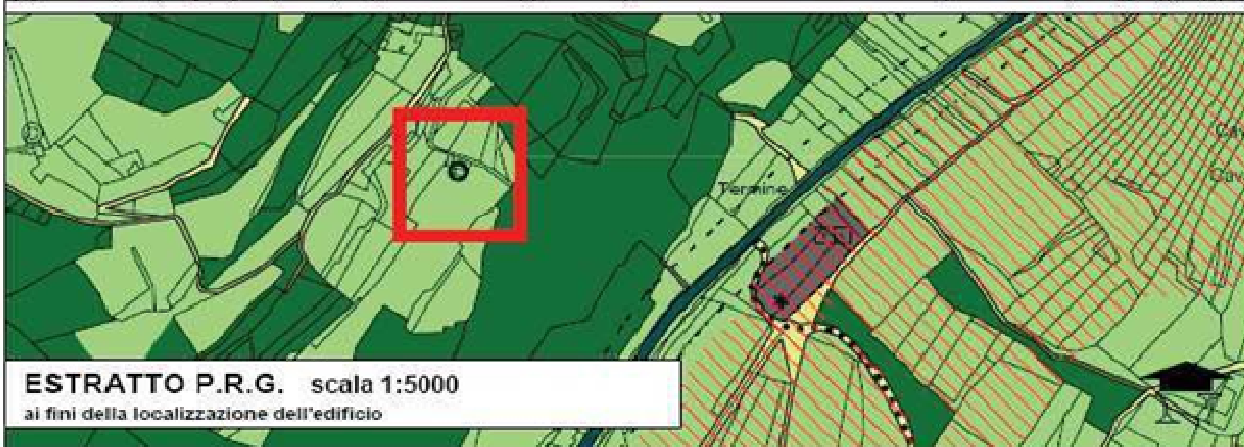 Termine
ESTRATTO P.R.G. scala 1:5000
ai fini della localizzazione dell'edificio